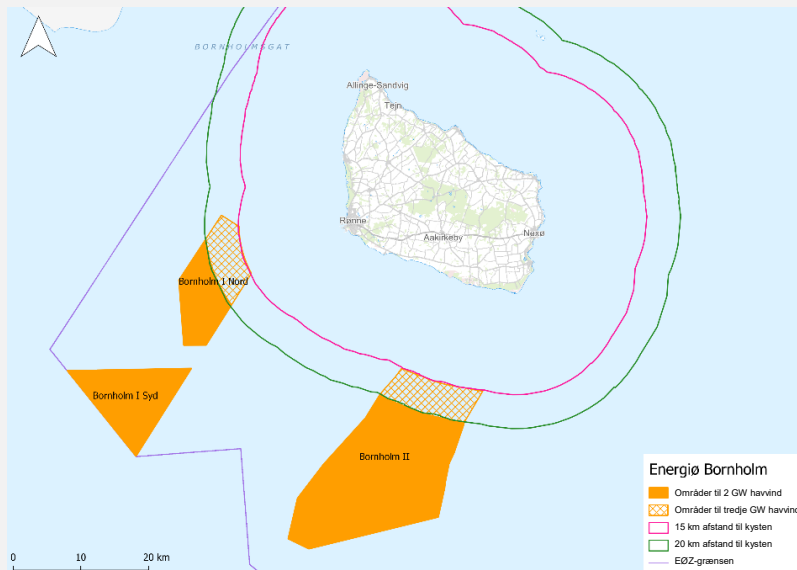 BORNHOLMSGAT
Allinge-Sandvig
Tejn
Rønne
Aakirkeby
Nexø
Bornholm I Nord
Bornholm I Syd
Bornholm II
Energiø Bornholm
Områder til 2 GW havvind
Områder til tredje GW havvind
15 km afstand til kysten
20 km afstand til kysten
EØZ-grænsen
0 10 20 km